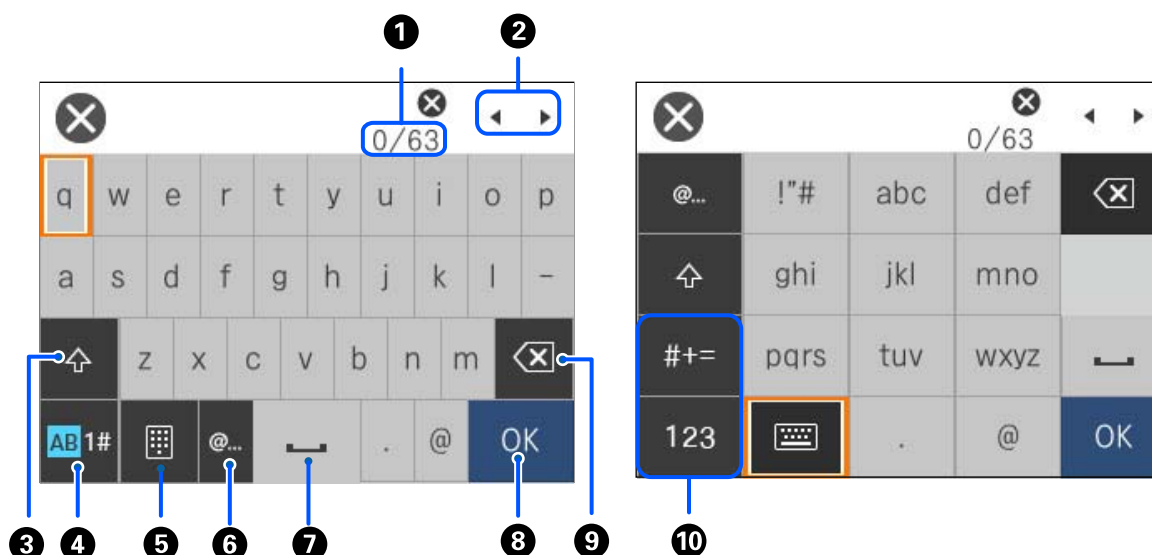 1 2
0/63
q w e r t y u i o p
a s d f g h j k l -
3 z x c v b n m
AB 1# @... . @ OK
4 5 6 7 8 9
0/63
@... !"# abc def
ghi jkl mno
#+= pqrs tuv wxyz
123 . @ OK
10